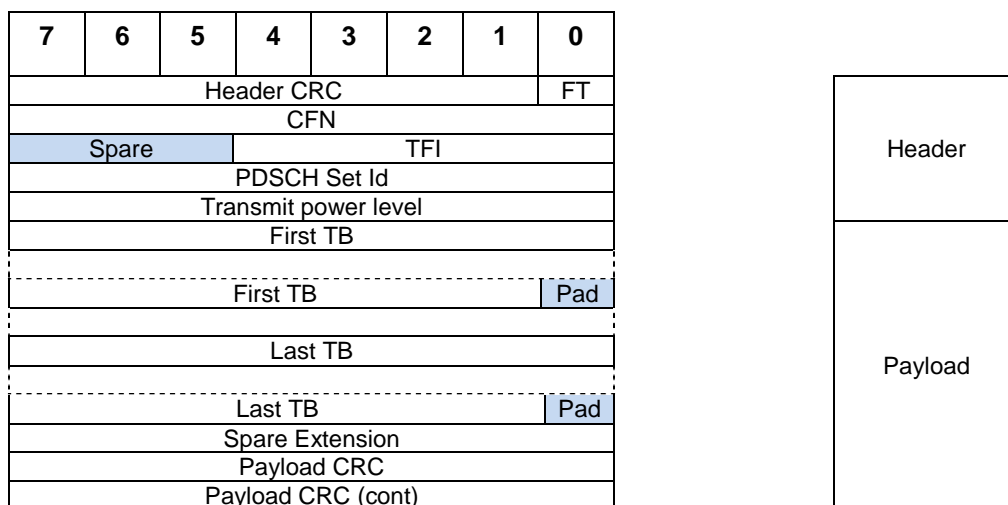 7 6 5 4 3 2 1 0
Header CRC FT
CFN
Spare TFI
PDSCH Set Id
Transmit power level
First TB
First TB Pad
Last TB
Last TB Pad
Spare Extension
Payload CRC
Payload CRC (cont)
Header
Payload